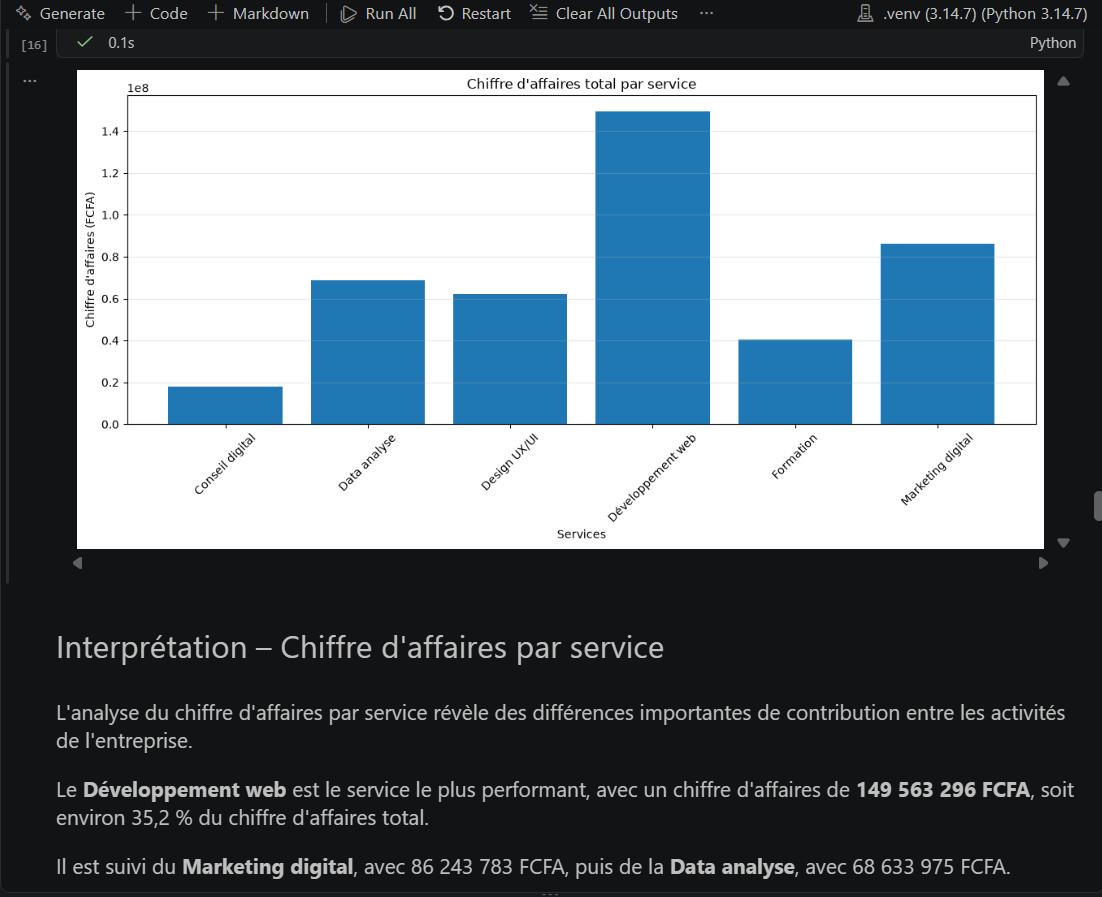 Generate + Code + Markdown Run All Restart Clear All Outputs ... .venv (3.14.7) (Python 3.14.7)
[16] 0.1s Python
...
Chiffre d'affaires total par service
1e8
1.4
1.2
1.0
0.8
0.6
0.4
0.2
0.0
Chiffre d'affaires (FCFA)
Conseil digital
Data analyse
Design UX/UI
Développement web
Formation
Marketing digital
Services
Interprétation – Chiffre d'affaires par service
L'analyse du chiffre d'affaires par service révèle des différences importantes de contribution entre les activités
de l'entreprise.
Le Développement web est le service le plus performant, avec un chiffre d'affaires de 149 563 296 FCFA, soit
environ 35,2 % du chiffre d'affaires total.
Il est suivi du Marketing digital, avec 86 243 783 FCFA, puis de la Data analyse, avec 68 633 975 FCFA.